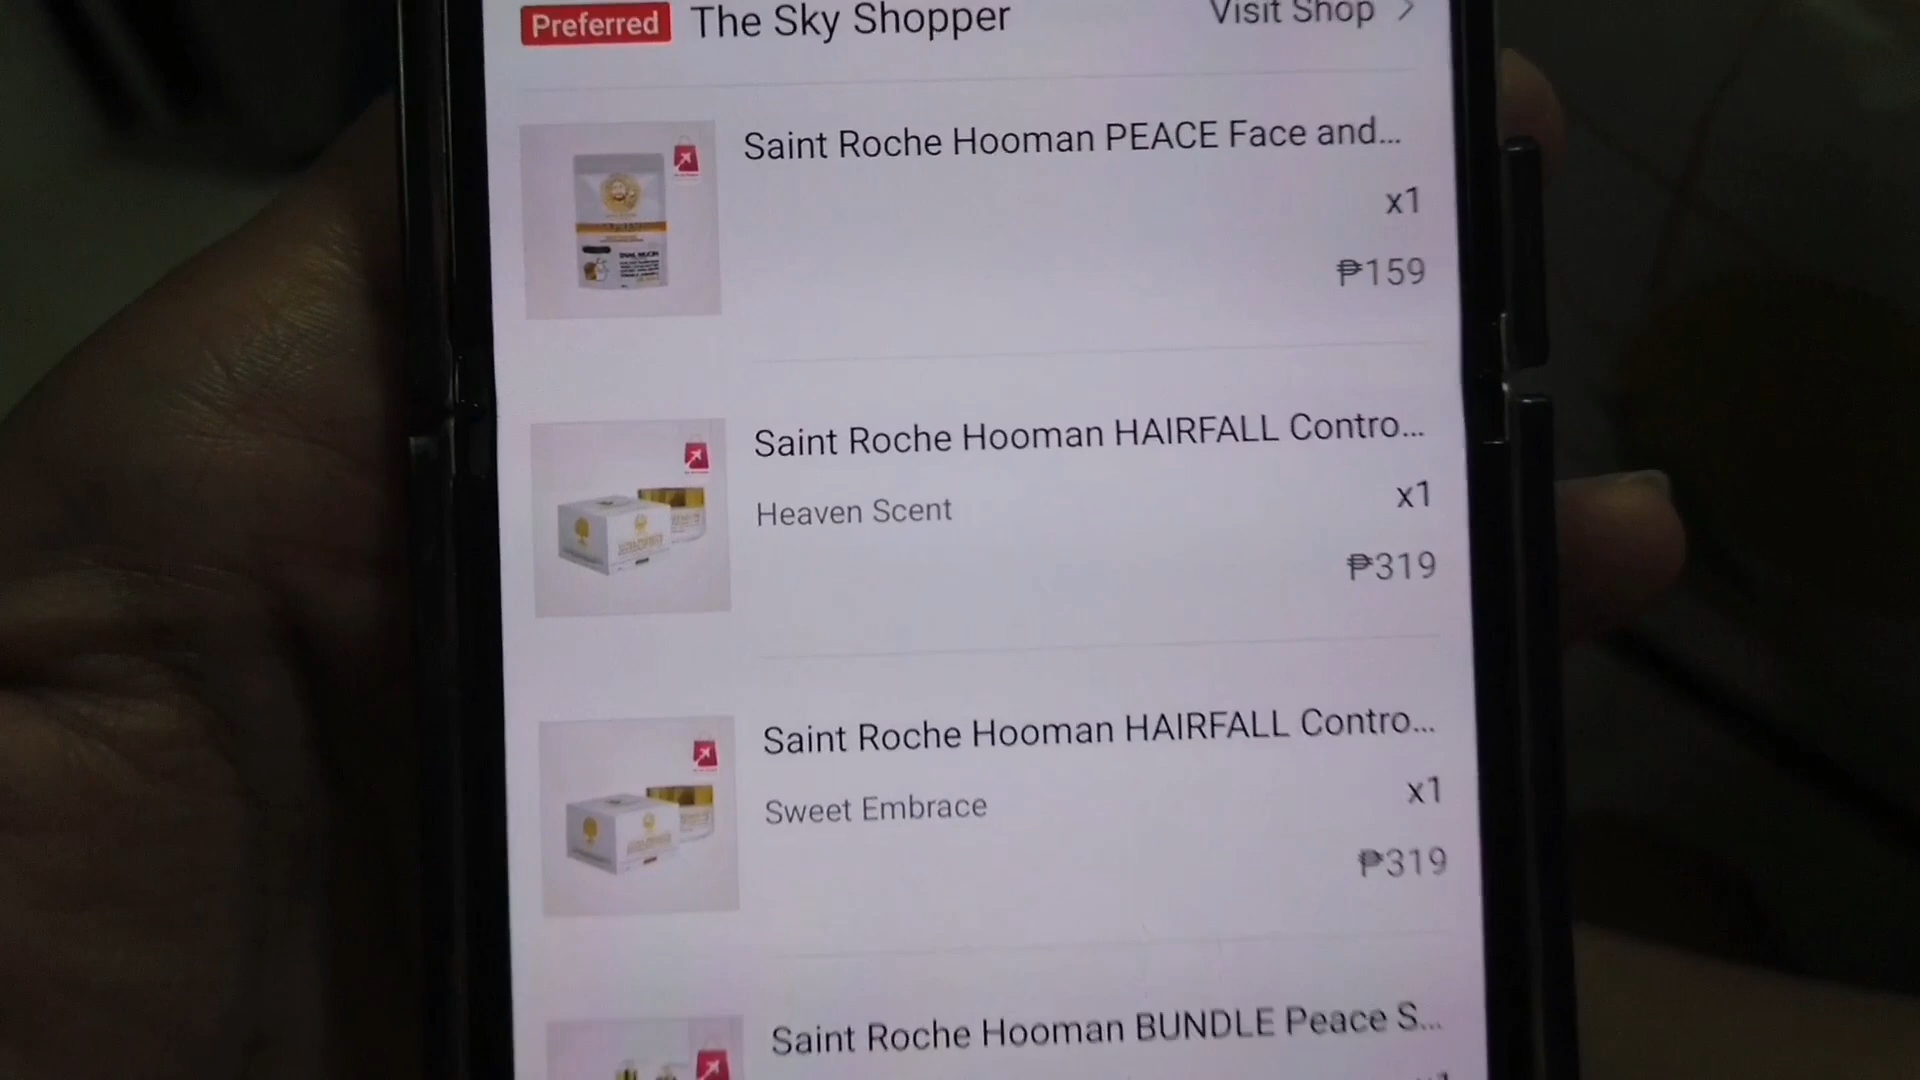 Preferred The Sky Shopper Visit Shop >
Saint Roche Hooman PEACE Face and...
x1
₱159
Saint Roche Hooman HAIRFALL Contro...
Heaven Scent
x1
₱319
Saint Roche Hooman HAIRFALL Contro...
Sweet Embrace
x1
₱319
Saint Roche Hooman BUNDLE Peace S...